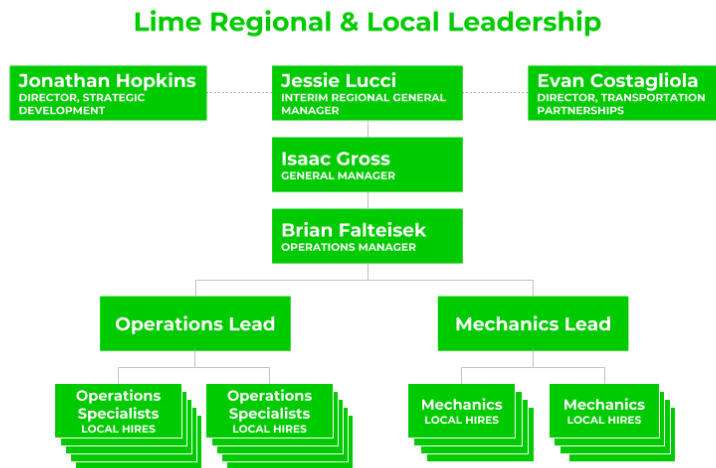 Lime Regional & Local Leadership
Jonathan Hopkins
DIRECTOR, STRATEGIC
DEVELOPMENT
Jessie Lucci
INTERIM REGIONAL GENERAL
MANAGER
Evan Costagliola
DIRECTOR, TRANSPORTATION
PARTNERSHIPS
Isaac Gross
GENERAL MANAGER
Brian Falteisek
OPERATIONS MANAGER
Operations Lead
Mechanics Lead
Operations
Specialists
LOCAL HIRES
Operations
Specialists
LOCAL HIRES
Mechanics
LOCAL HIRES
Mechanics
LOCAL HIRES